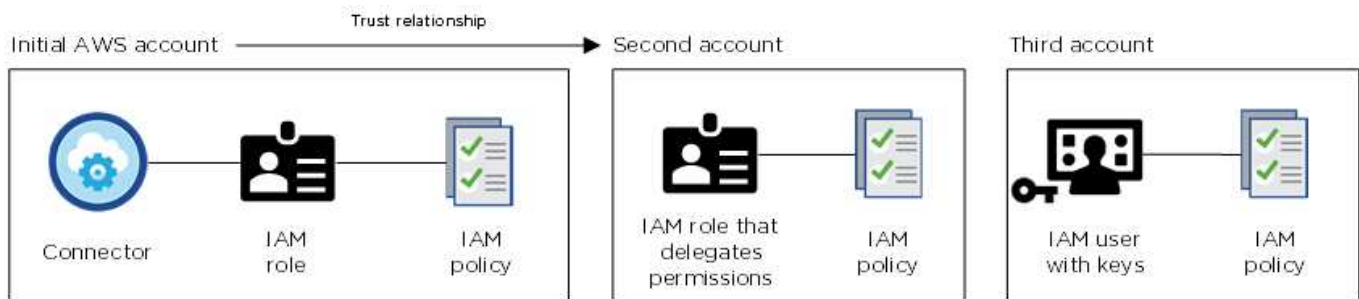 Trust relationship
Initial AWS account
Second account
Third account
Connector
IAM
role
IAM
policy
IAM role that
delegates
permissions
IAM
policy
IAM user
with keys
IAM
policy